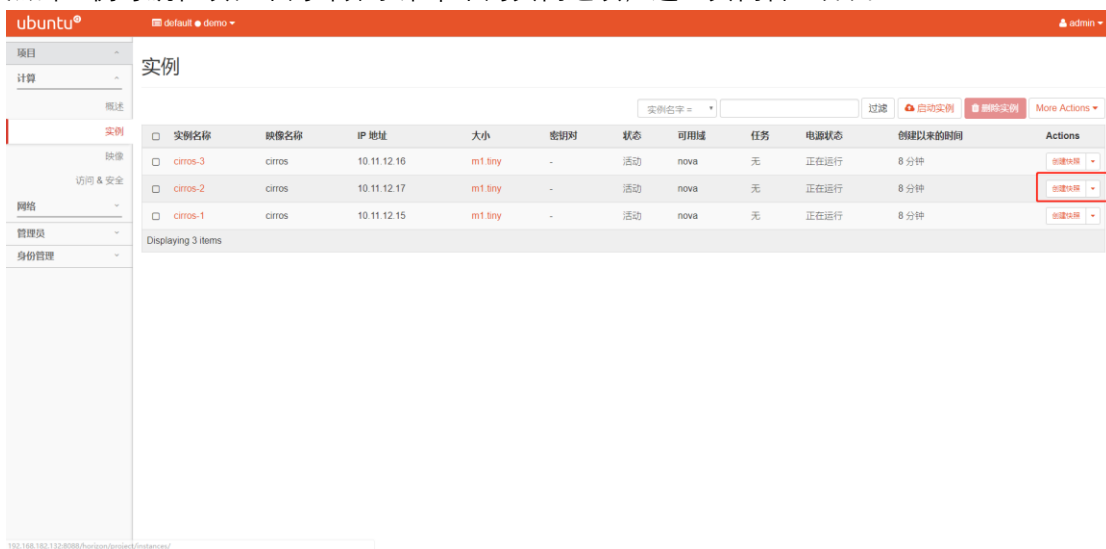 ubuntu® default ● demo admin
项目
计算
概述
实例
映像
访问 & 安全
网络
管理员
身份管理
实例
实例名字 = 过滤 启动实例 删除实例 More Actions
实例名称 映像名称 IP 地址 大小 密钥对 状态 可用域 任务 电源状态 创建以来的时间 Actions
cirros-3 cirros 10.11.12.16 m1.tiny - 活动 nova 无 正在运行 8 分钟 创建快照
cirros-2 cirros 10.11.12.17 m1.tiny - 活动 nova 无 正在运行 8 分钟 创建快照
cirros-1 cirros 10.11.12.15 m1.tiny - 活动 nova 无 正在运行 8 分钟 创建快照
Displaying 3 items
192.168.182.132:8088/horizon/project/instances/